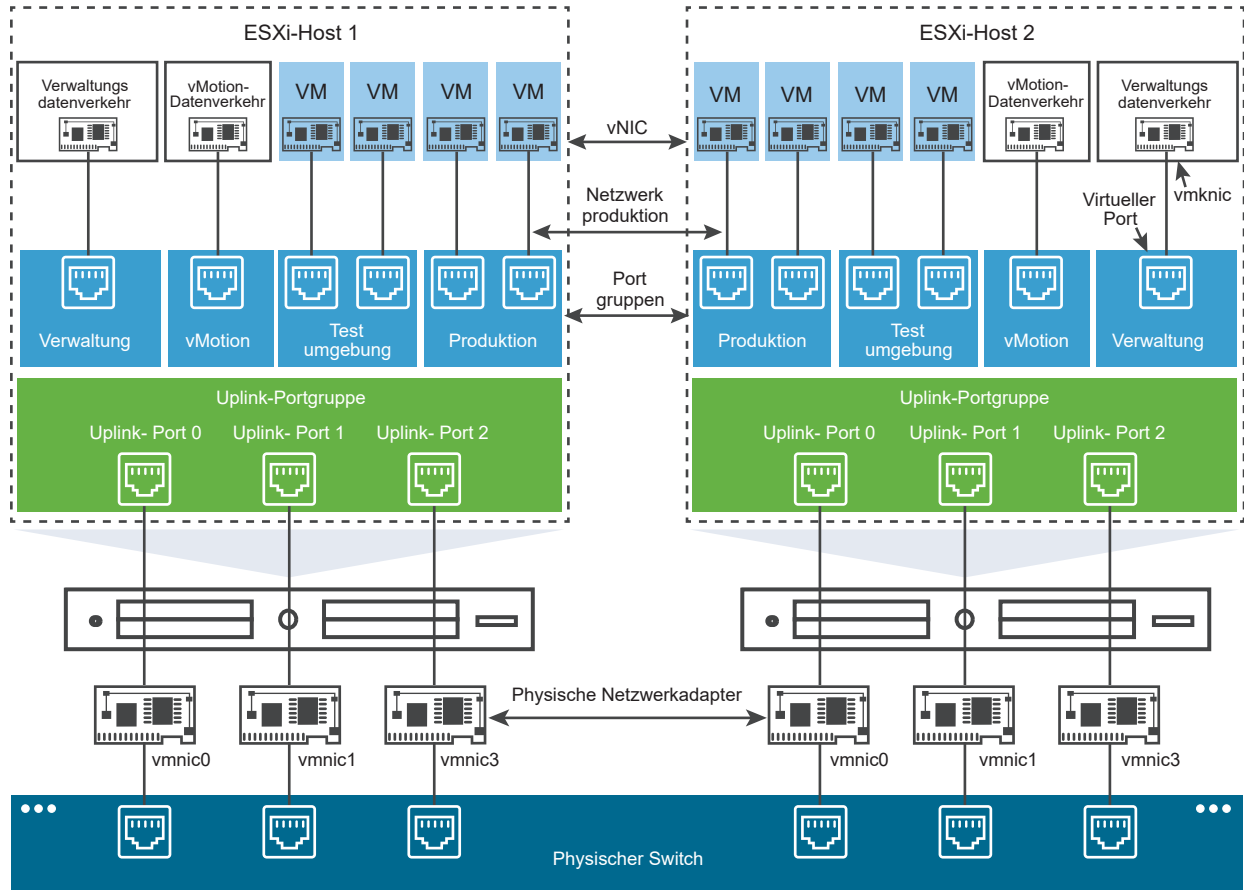 ESXi-Host 1
Verwaltungs
datenverkehr
vMotion-
Datenverkehr
VM
VM
VM
VM
Verwaltung
vMotion
Test
umgebung
Produktion
Uplink-Portgruppe
Uplink- Port 0
Uplink- Port 1
Uplink- Port 2
vNIC
Netzwerk
produktion
Port
gruppen
ESXi-Host 2
VM
VM
VM
VM
vMotion-
Datenverkehr
Verwaltungs
datenverkehr
vmknic
Virtueller
Port
Produktion
Test
umgebung
vMotion
Verwaltung
Uplink-Portgruppe
Uplink- Port 0
Uplink- Port 1
Uplink- Port 2
Physische Netzwerkadapter
vmnic0
vmnic1
vmnic3
vmnic0
vmnic1
vmnic3
Physischer Switch